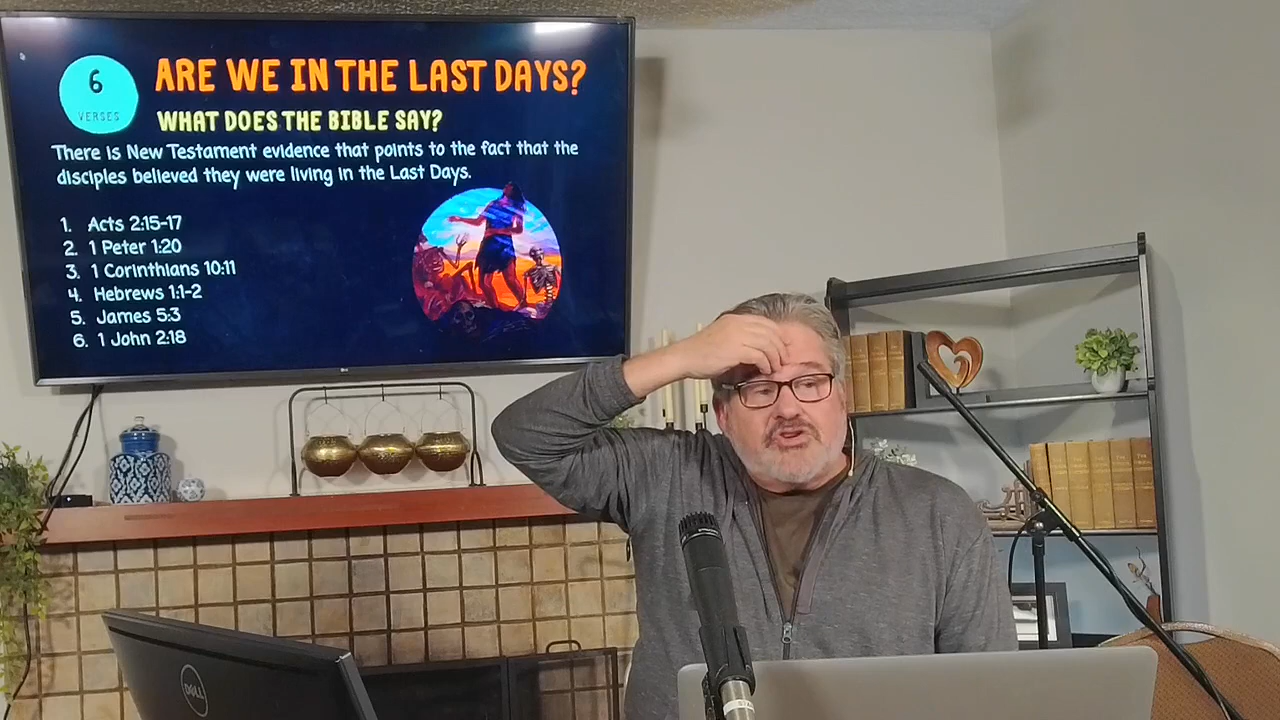 6
VERSES
ARE WE IN THE LAST DAYS?
WHAT DOES THE BIBLE SAY?
There is New Testament evidence that points to the fact that the
disciples believed they were living in the Last Days.
1. Acts 2:15-17
2. 1 Peter 1:20
3. 1 Corinthians 10:11
4. Hebrews 1:1-2
5. James 5:3
6. 1 John 2:18
LG
DELL